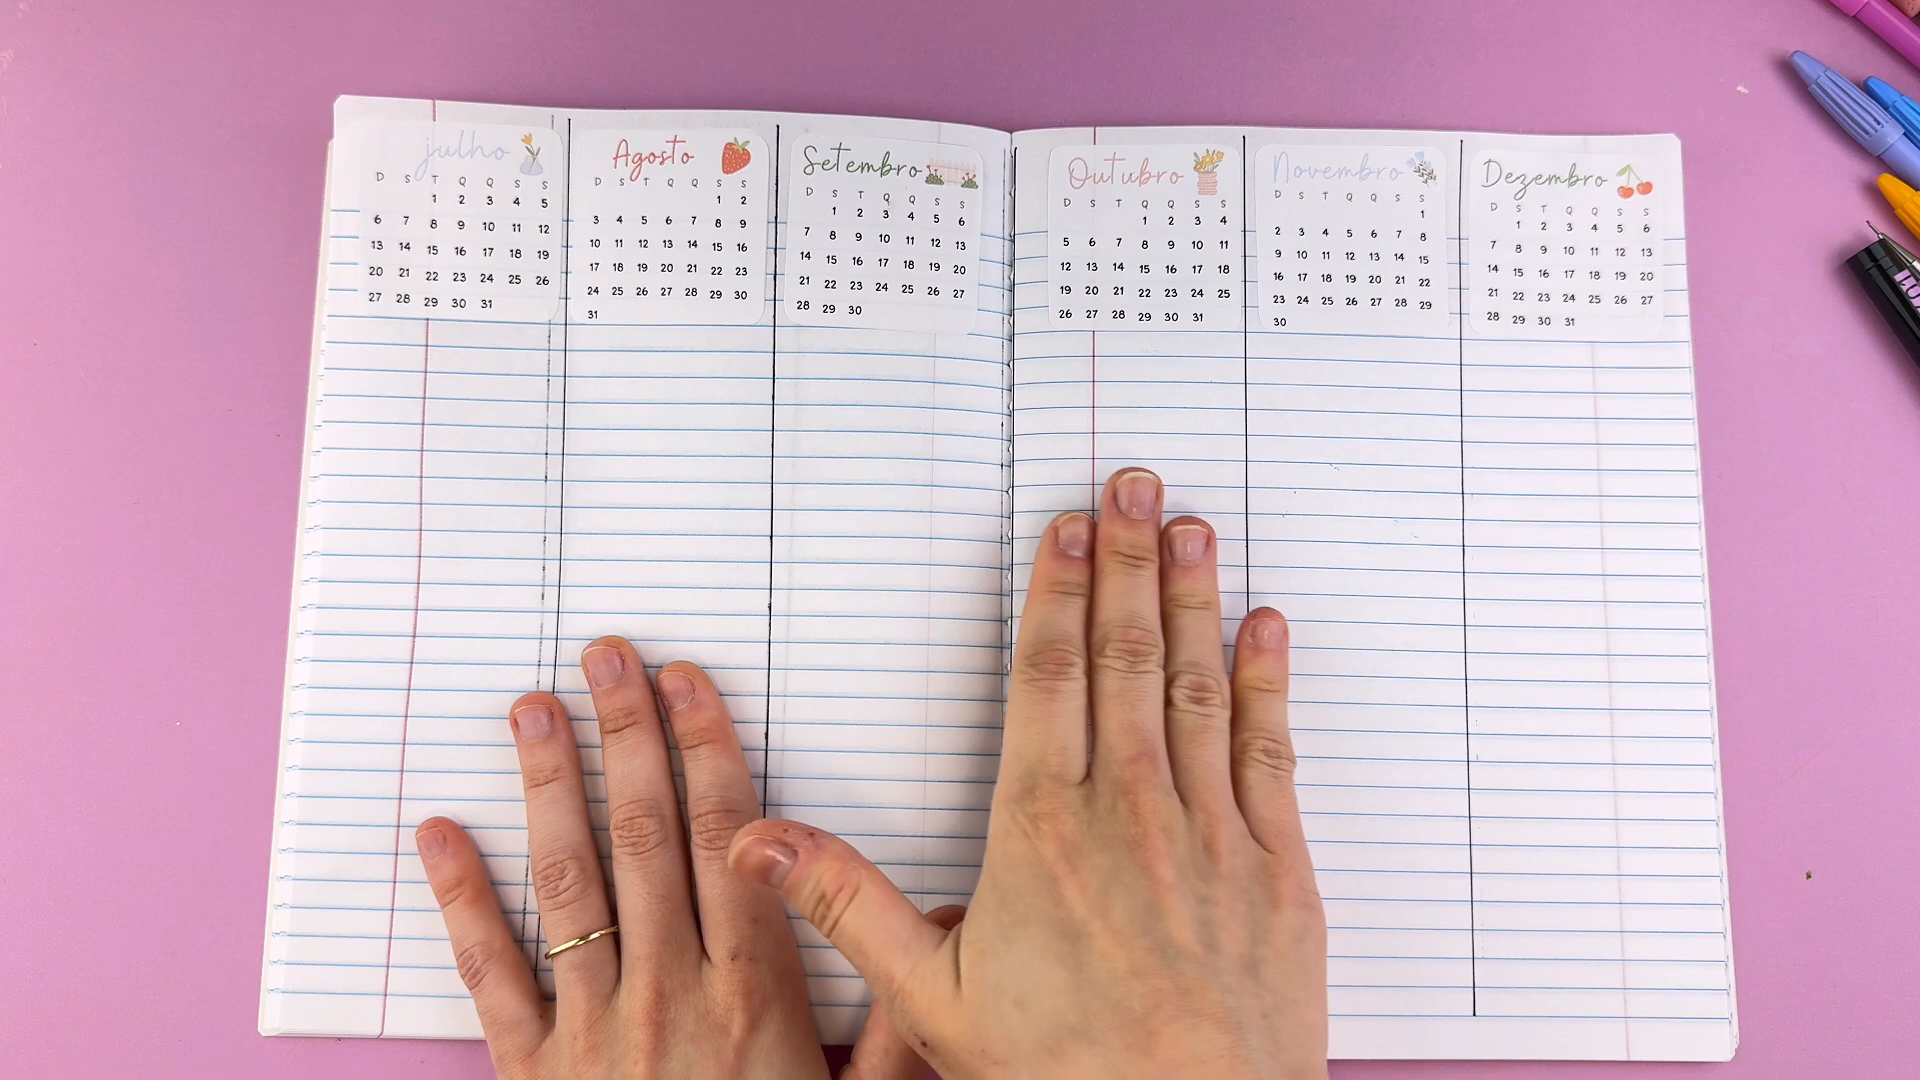 julho
D S T Q Q S S
1 2 3 4 5
6 7 8 9 10 11 12
13 14 15 16 17 18 19
20 21 22 23 24 25 26
27 28 29 30 31
Agosto
D S T Q Q S S
1 2
3 4 5 6 7 8 9
10 11 12 13 14 15 16
17 18 19 20 21 22 23
24 25 26 27 28 29 30
31
Setembro
D S T Q Q S S
1 2 3 4 5 6
7 8 9 10 11 12 13
14 15 16 17 18 19 20
21 22 23 24 25 26 27
28 29 30
Outubro
D S T Q Q S S
1 2 3 4
5 6 7 8 9 10 11
12 13 14 15 16 17 18
19 20 21 22 23 24 25
26 27 28 29 30 31
Novembro
D S T Q Q S S
1
2 3 4 5 6 7 8
9 10 11 12 13 14 15
16 17 18 19 20 21 22
23 24 25 26 27 28 29
30
Dezembro
D S T Q Q S S
1 2 3 4 5 6
7 8 9 10 11 12 13
14 15 16 17 18 19 20
21 22 23 24 25 26 27
28 29 30 31